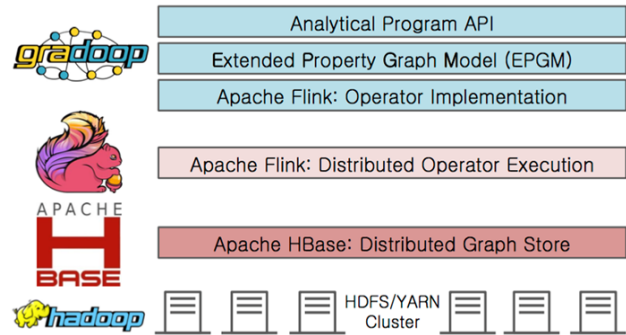 gradoop
Analytical Program API
Extended Property Graph Model (EPGM)
Apache Flink: Operator Implementation
Apache Flink: Distributed Operator Execution
APACHE
H
BASE
Apache HBase: Distributed Graph Store
hadoop
HDFS/YARN
Cluster